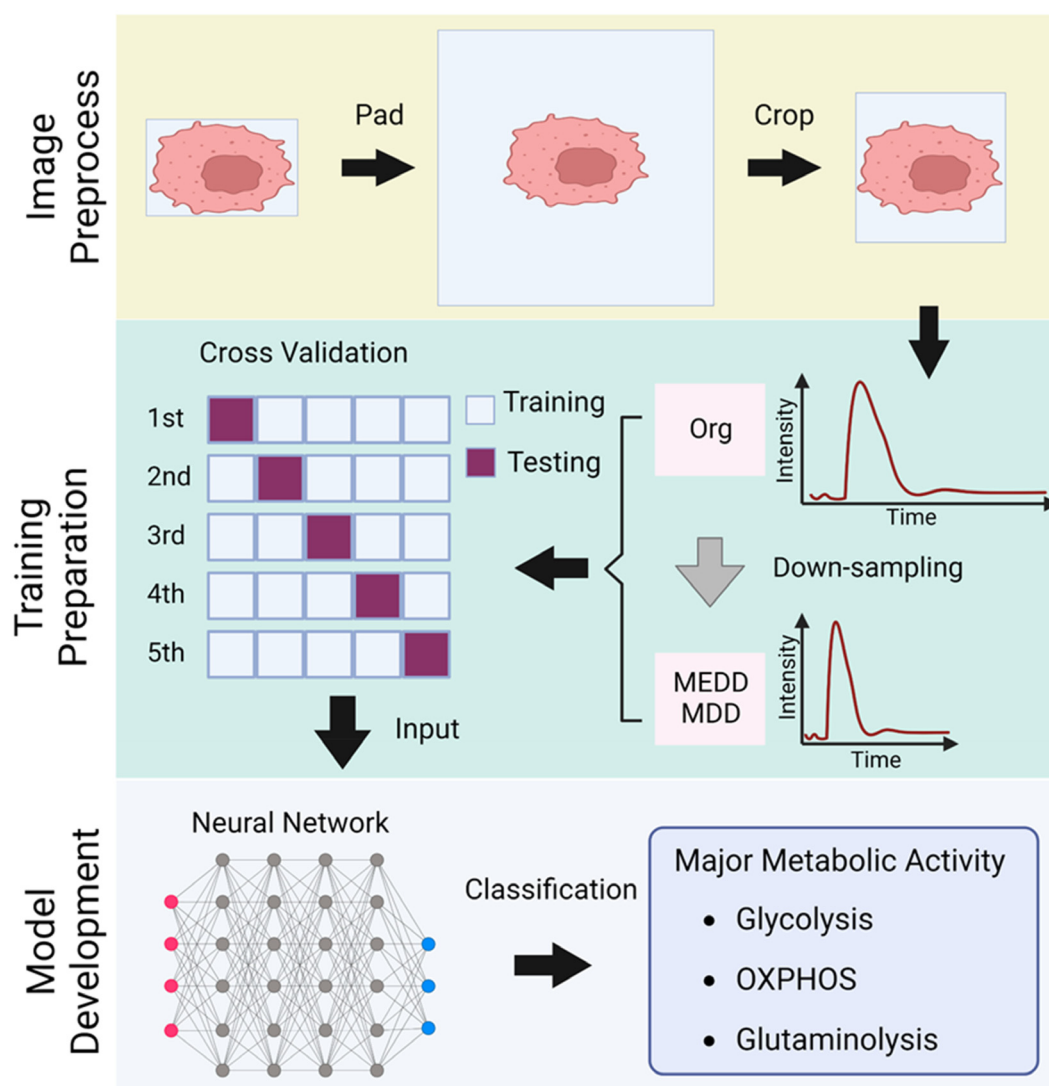 Image
Preprocess
Pad
Crop
Training
Preparation
Cross Validation
1st
2nd
3rd
4th
5th
Training
Testing
Org
Intensity
Time
Down-sampling
MEDD
MDD
Intensity
Time
Input
Model
Development
Neural Network
Classification
Major Metabolic Activity
• Glycolysis
• OXPHOS
• Glutaminolysis